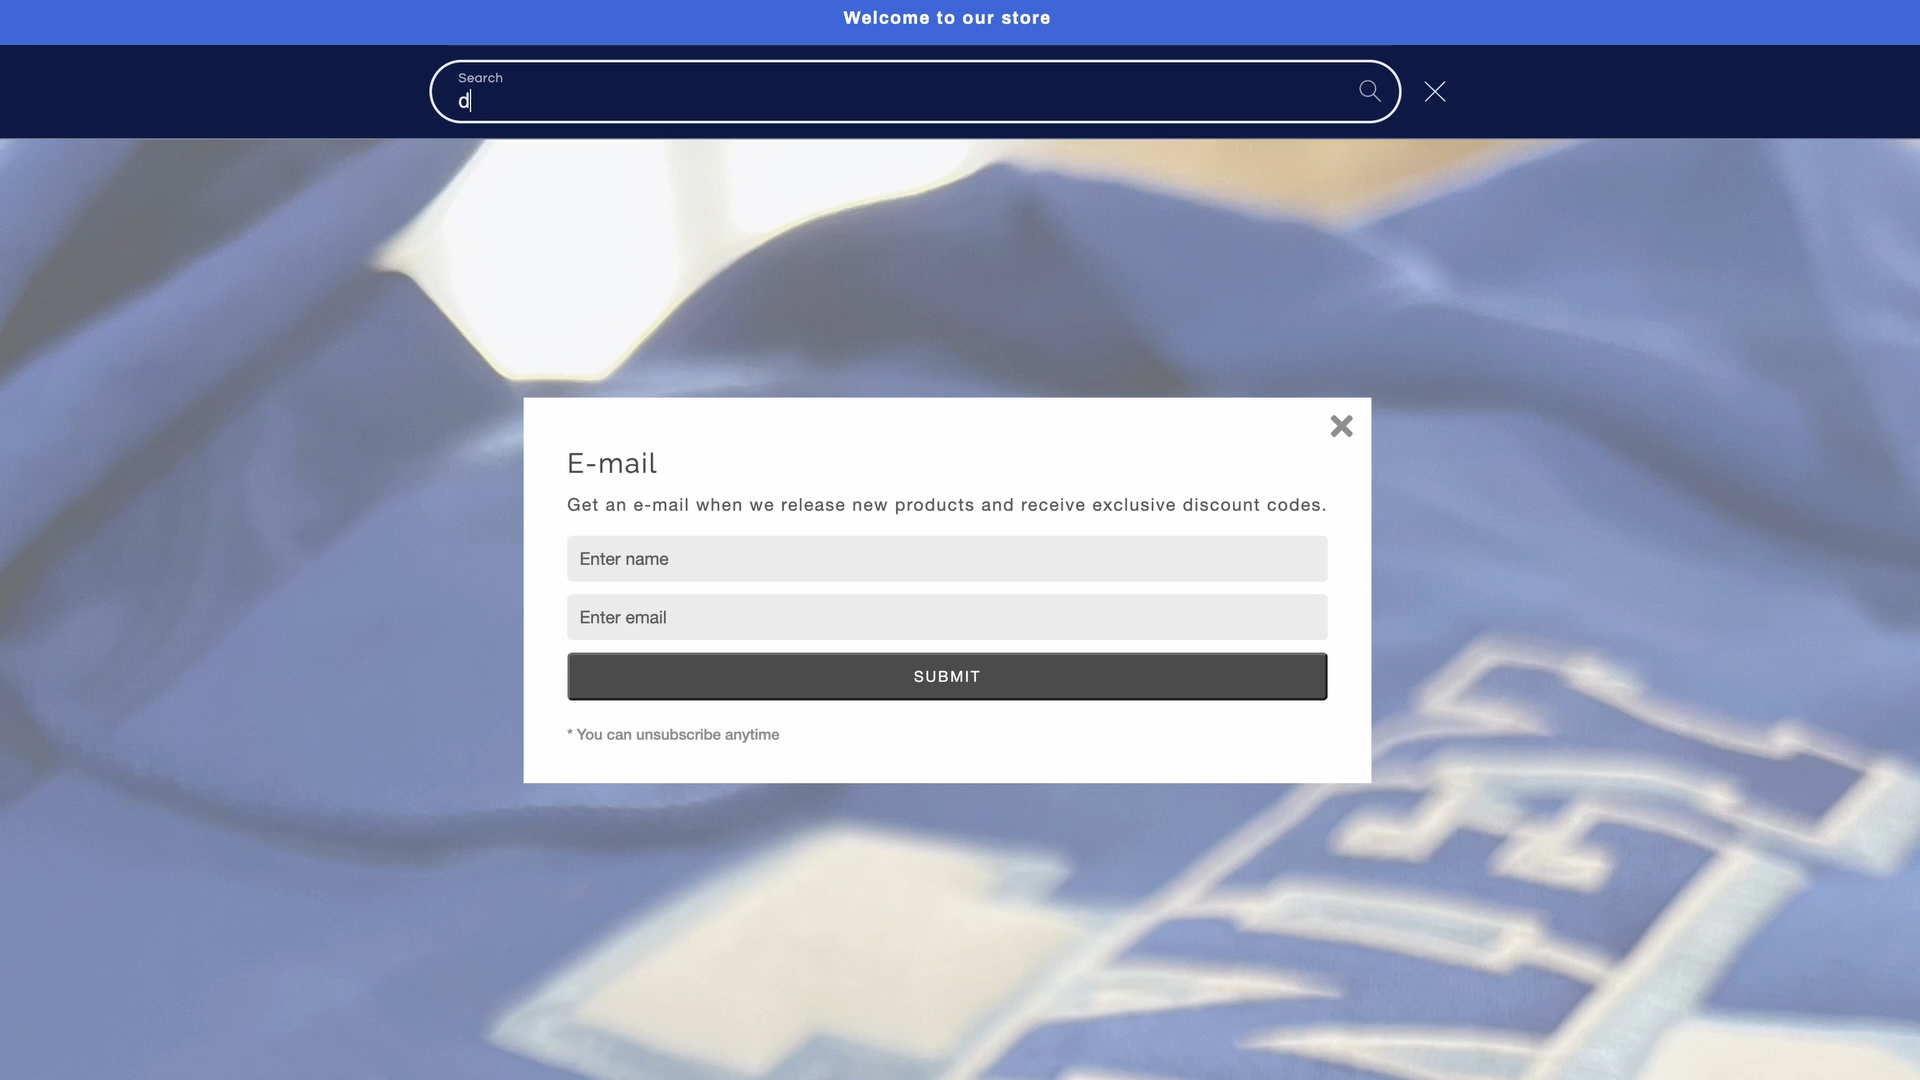 Welcome to our store
Search
d
E-mail
Get an e-mail when we release new products and receive exclusive discount codes.
Enter name
Enter email
SUBMIT
* You can unsubscribe anytime